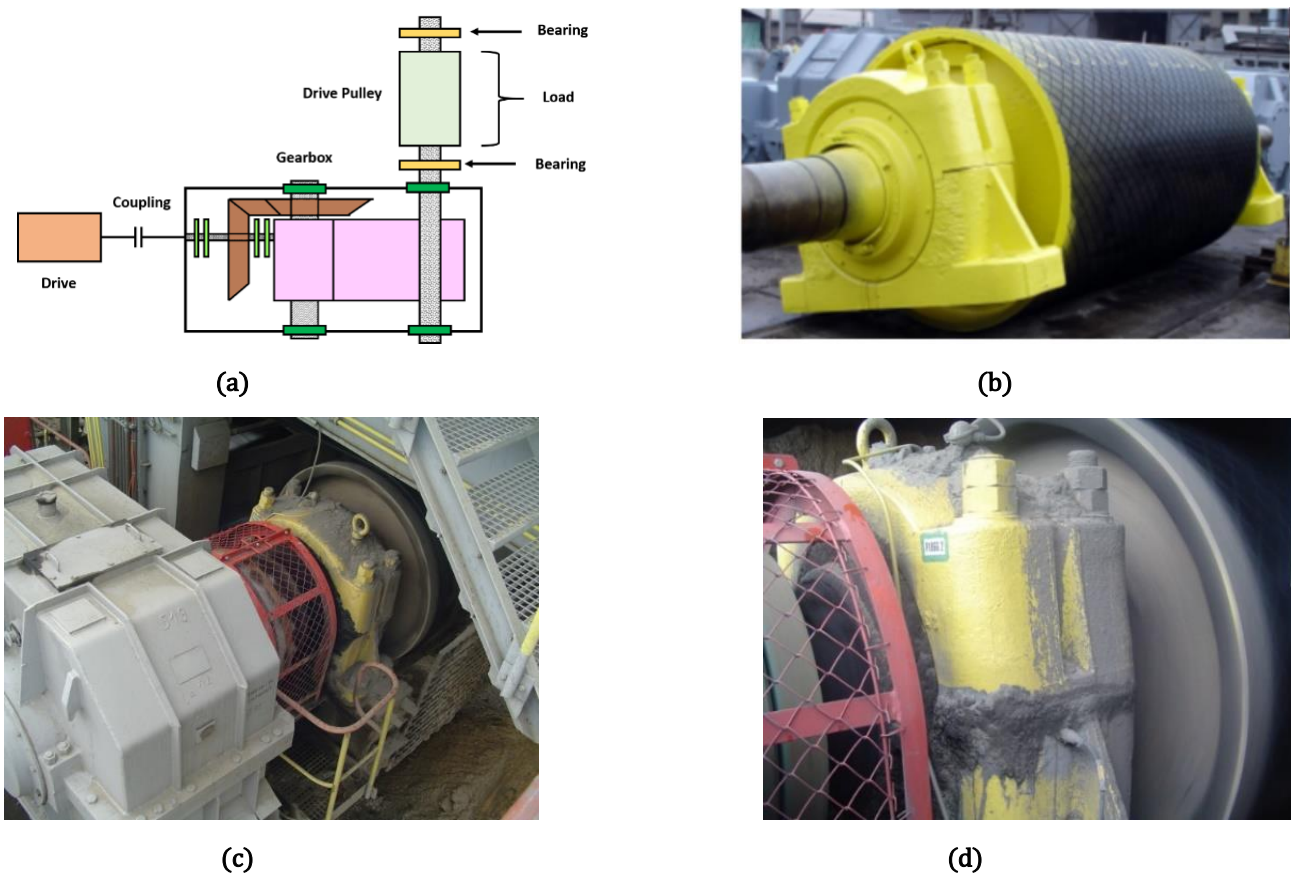 Bearing
Drive Pulley
Load
Gearbox
Bearing
Coupling
Drive
(a)
(b)
(c)
(d)